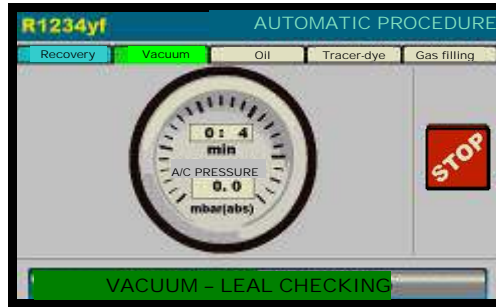 R1234yf
AUTOMATIC PROCEDURE
Recovery
Vacuum
Oil
Tracer-dye
Gas filling
0: 4
min
A/C PRESSURE
0.0
mbar(abs)
STOP
VACUUM – LEAL CHECKING